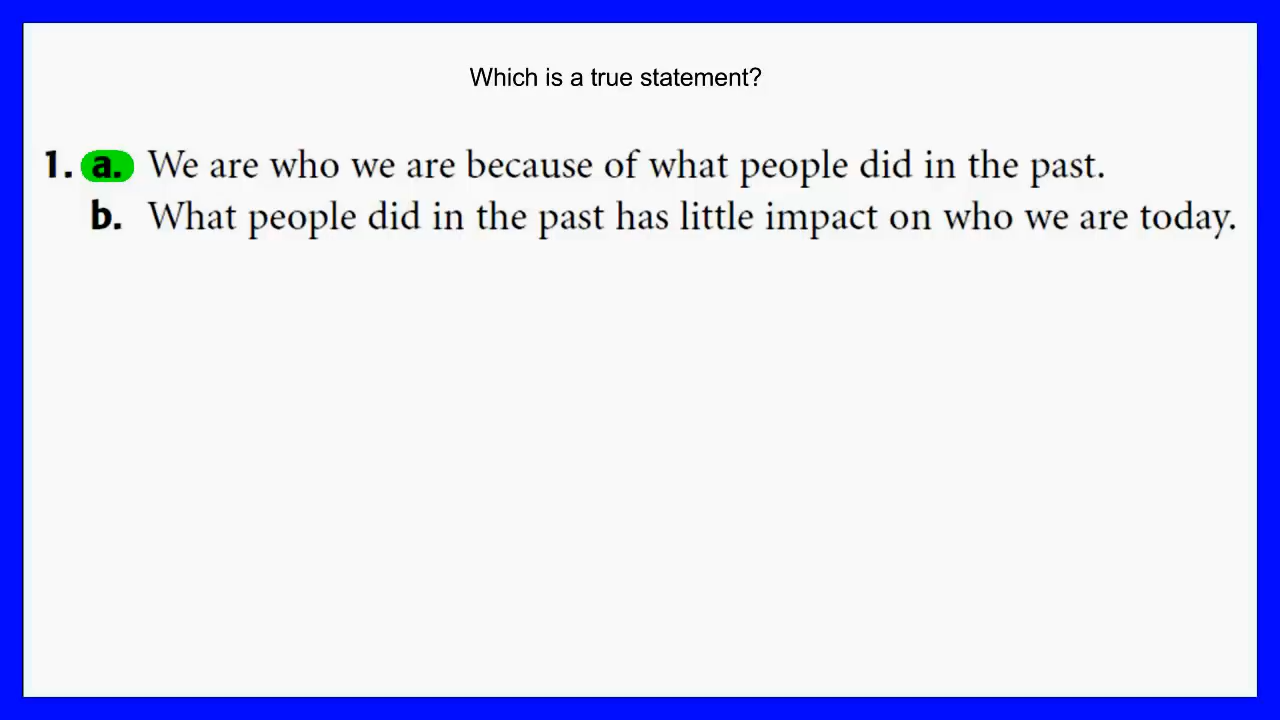 Which is a true statement?
1. a. We are who we are because of what people did in the past.
b. What people did in the past has little impact on who we are today.